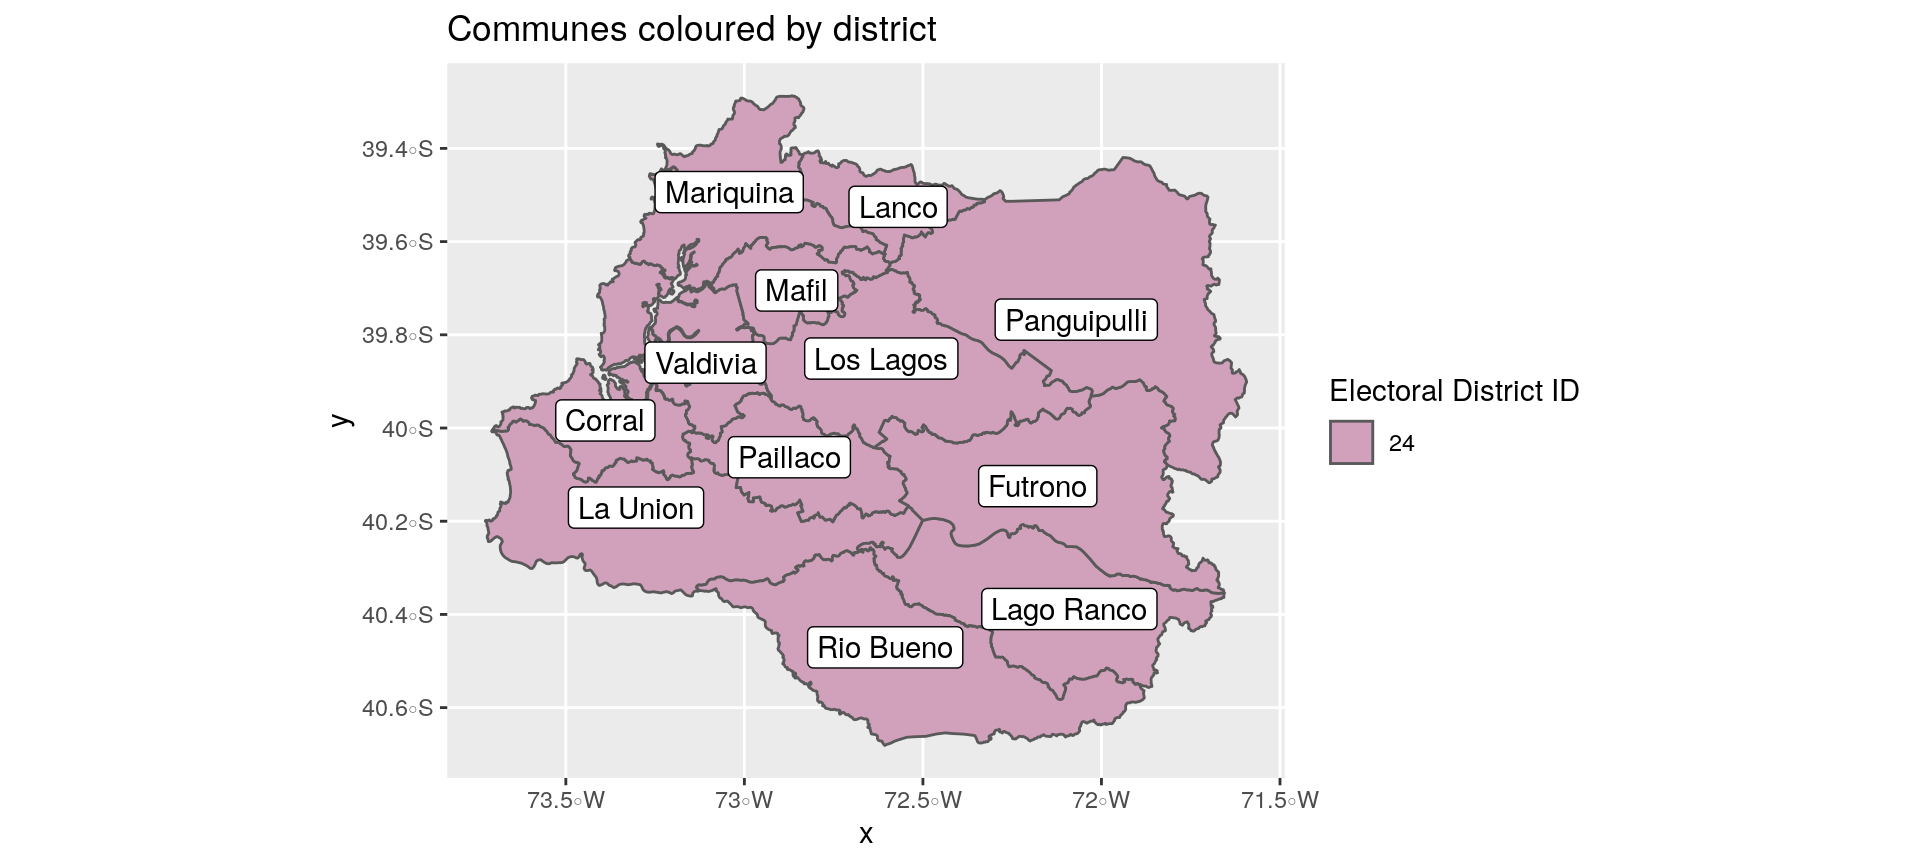 Communes coloured by district
39.4○S
39.6○S
39.8○S
40○S
40.2○S
40.4○S
40.6○S
y
Mariquina
Lanco
Mafil
Panguipulli
Valdivia
Los Lagos
Corral
Paillaco
Futrono
La Union
Lago Ranco
Rio Bueno
73.5○W
73○W
72.5○W
72○W
71.5○W
x
Electoral District ID
24